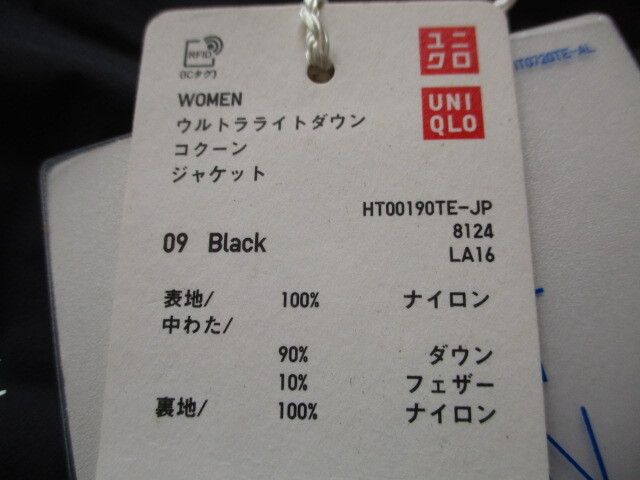 ユニ
クロ
UNI
QLO
RFID
(ICタグ)
WOMEN
ウルトラライトダウン
コクーン
ジャケット
HT00190TE-JP
09 Black
8124
LA16
表地/ 100% ナイロン
中わた/
90% ダウン
10% フェザー
裏地/ 100% ナイロン